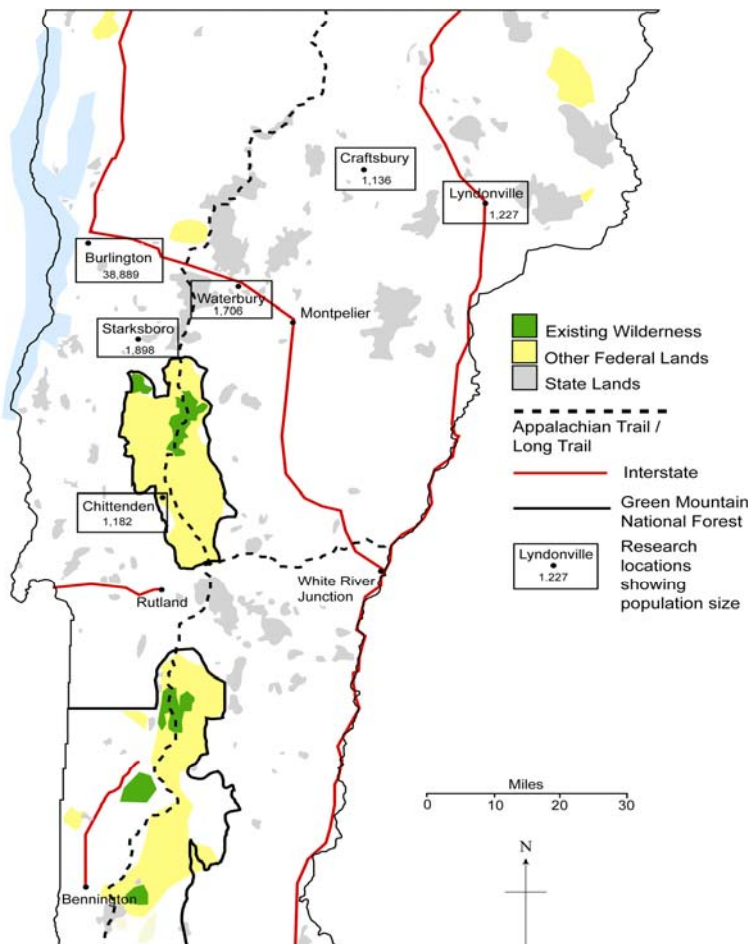 Craftsbury
1,136
Lyndonville
1,227
Burlington
38,889
Waterbury
1,706
Montpelier
Starksboro
1,898
Chittenden
1,182
White River
Junction
Rutland
Bennington
Existing Wilderness
Other Federal Lands
State Lands
Appalachian Trail /
Long Trail
Interstate
Green Mountain
National Forest
Lyndonville
1.227
Research
locations
showing
population size
Miles
0 10 20 30
N